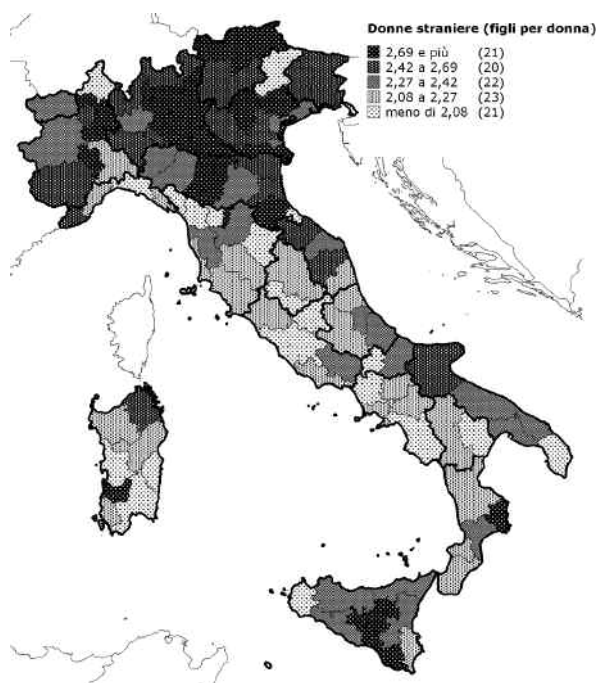 Donne straniere (figli per donna)
2,69 e più (21)
2,42 a 2,69 (20)
2,27 a 2,42 (22)
2,08 a 2,27 (23)
meno di 2,08 (21)